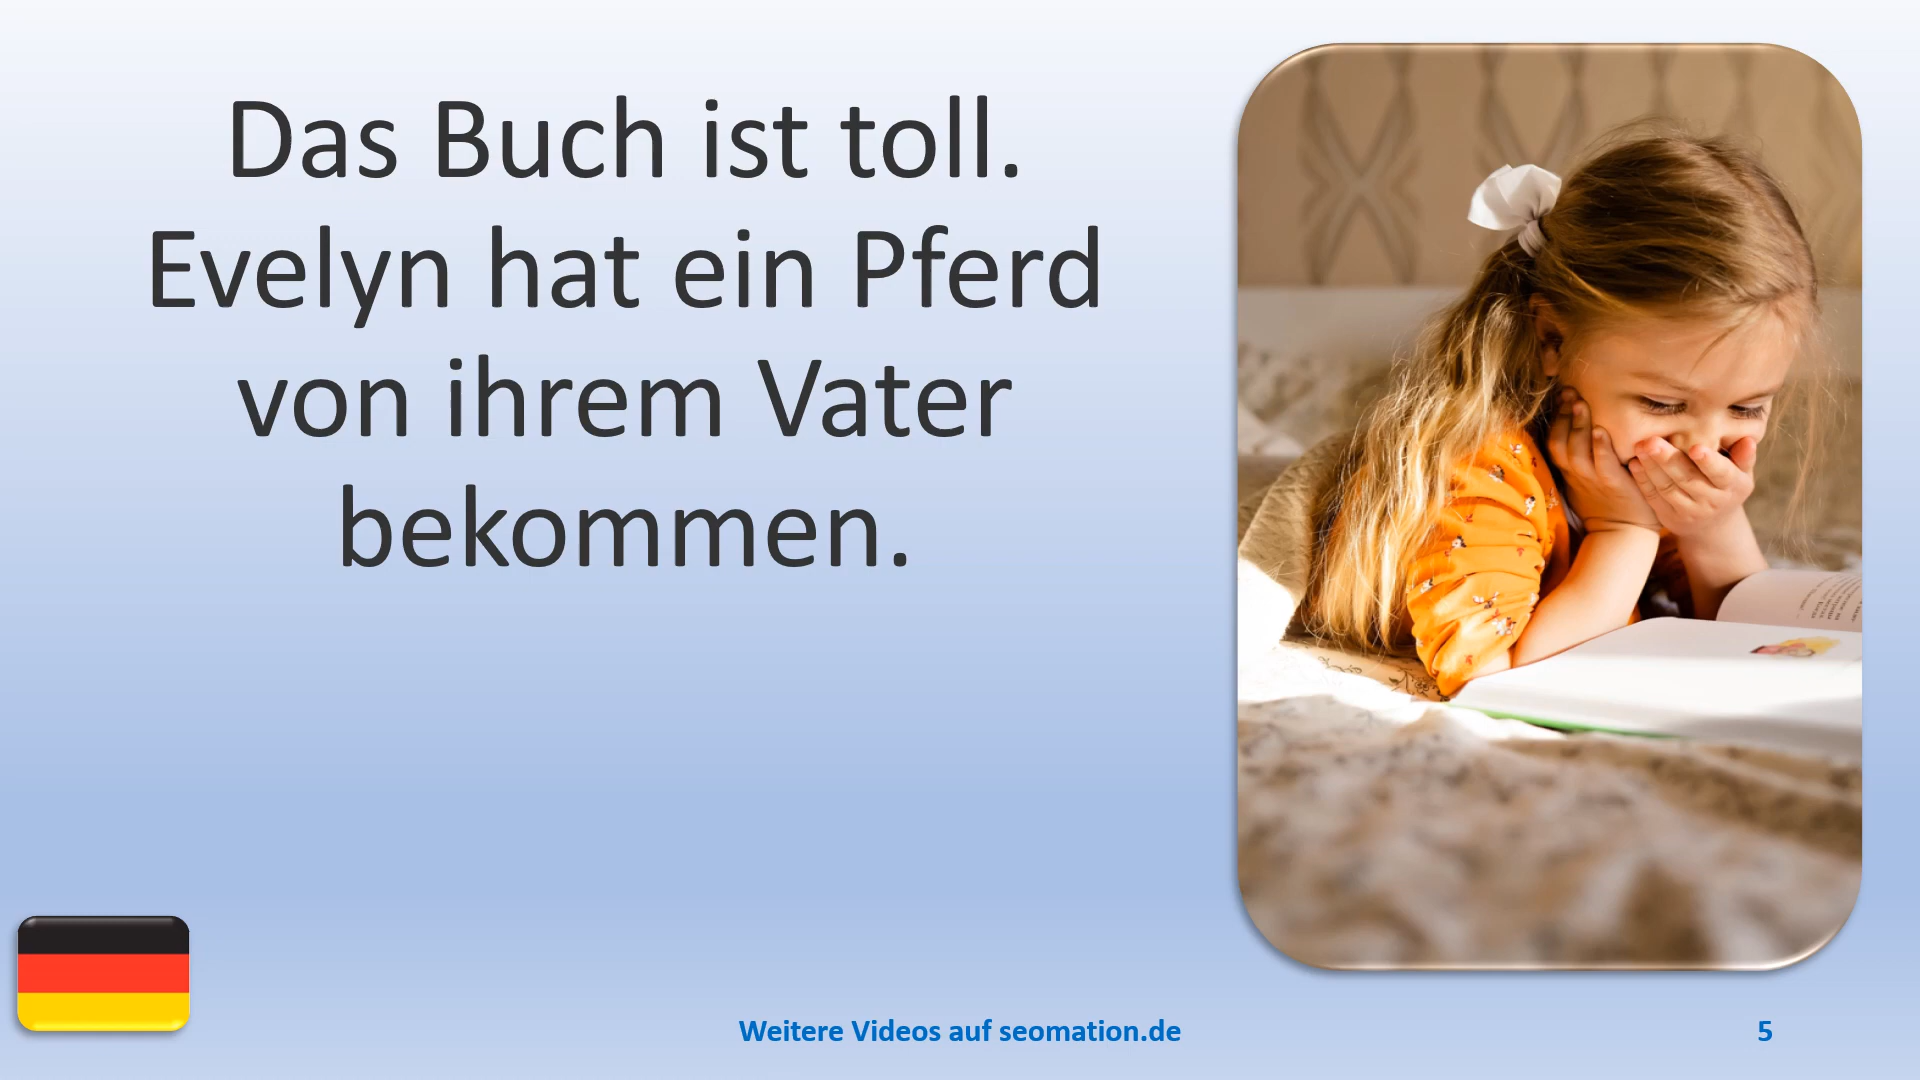 Das Buch ist toll.
Evelyn hat ein Pferd
von ihrem Vater
bekommen.
Weitere Videos auf seomation.de
5